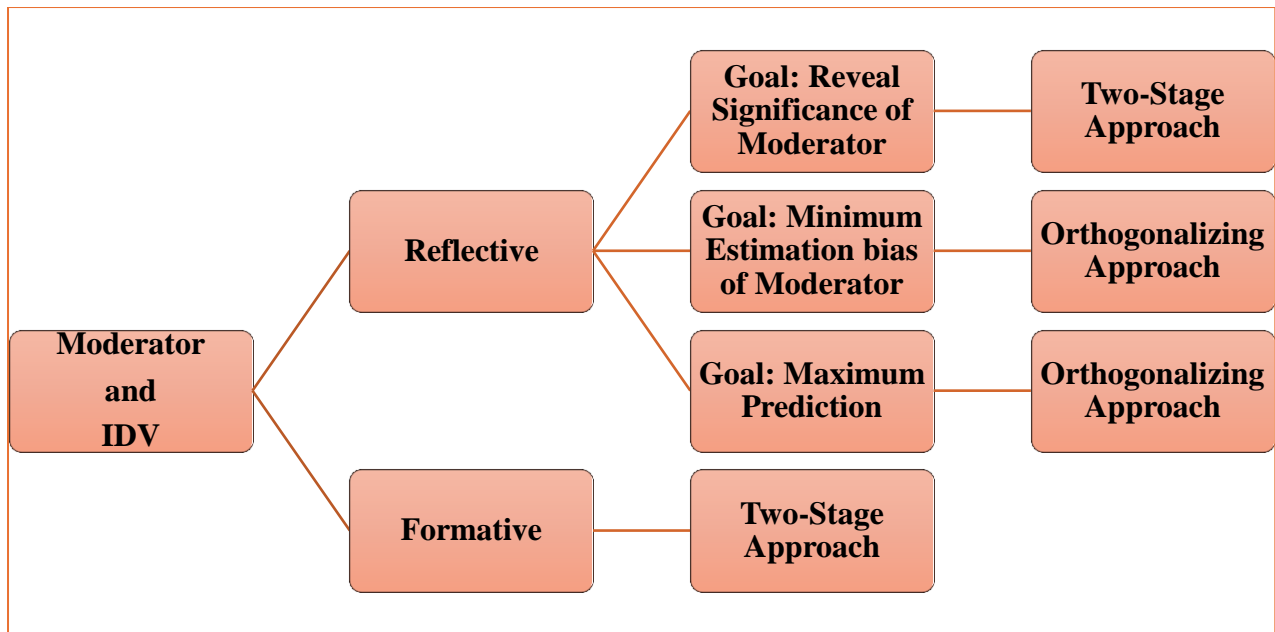 Moderator
and
IDV
Reflective
Goal: Reveal
Significance of
Moderator
Two-Stage
Approach
Goal: Minimum
Estimation bias
of Moderator
Orthogonalizing
Approach
Goal: Maximum
Prediction
Orthogonalizing
Approach
Formative
Two-Stage
Approach